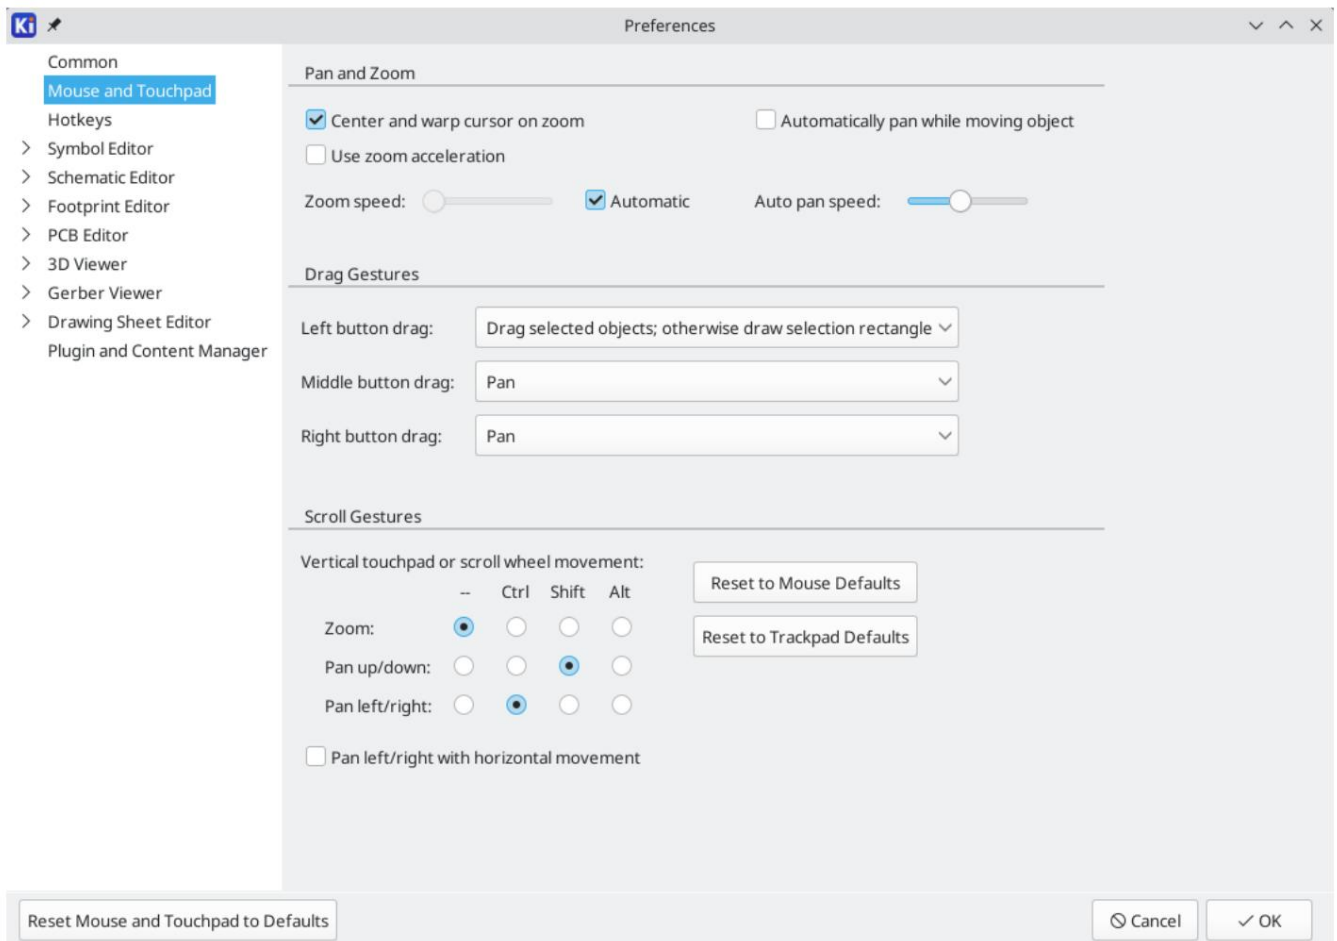 Ki Preferences
Common
Mouse and Touchpad
Hotkeys
Symbol Editor
Schematic Editor
Footprint Editor
PCB Editor
3D Viewer
Gerber Viewer
Drawing Sheet Editor
Plugin and Content Manager
Pan and Zoom
Center and warp cursor on zoom Automatically pan while moving object
Use zoom acceleration
Zoom speed: Automatic Auto pan speed:
Drag Gestures
Left button drag: Drag selected objects; otherwise draw selection rectangle
Middle button drag: Pan
Right button drag: Pan
Scroll Gestures
Vertical touchpad or scroll wheel movement:
-- Ctrl Shift Alt
Zoom:
Pan up/down:
Pan left/right:
Reset to Mouse Defaults
Reset to Trackpad Defaults
Pan left/right with horizontal movement
Reset Mouse and Touchpad to Defaults Cancel OK